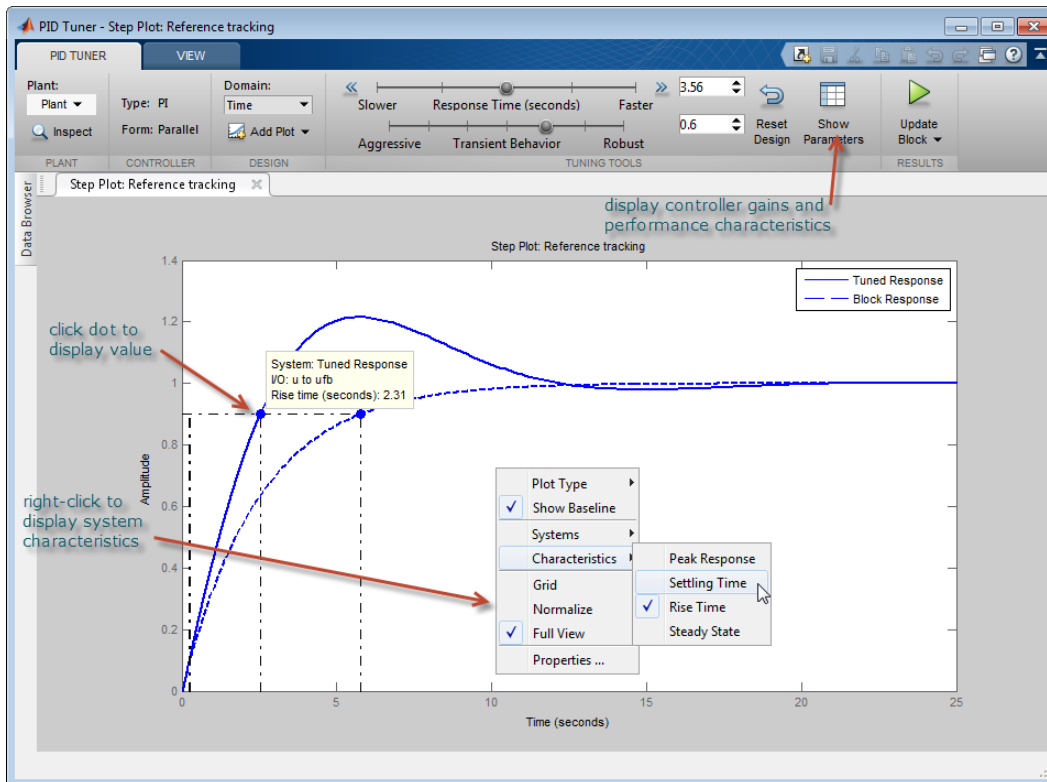 PID Tuner - Step Plot: Reference tracking
PID TUNER
VIEW
Plant:
Plant
Inspect
PLANT
Type: PI
Form: Parallel
CONTROLLER
Domain:
Time
Add Plot
DESIGN
Slower Response Time (seconds) Faster
3.56
Aggressive Transient Behavior Robust
0.6
Reset
Design
Show
Parameters
TUNING TOOLS
Update
Block
RESULTS
Data Browser
Step Plot: Reference tracking
display controller gains and
performance characteristics
Step Plot: Reference tracking
Tuned Response
Block Response
click dot to
display value
System: Tuned Response
I/O: u to ufb
Rise time (seconds): 2.31
right-click to
display system
characteristics
Amplitude
1.4
1.2
1
0.8
0.6
0.4
0.2
0
Plot Type
Show Baseline
Systems
Characteristics
Grid
Normalize
Full View
Properties ...
Peak Response
Settling Time
Rise Time
Steady State
0 5 10 15 20 25
Time (seconds)